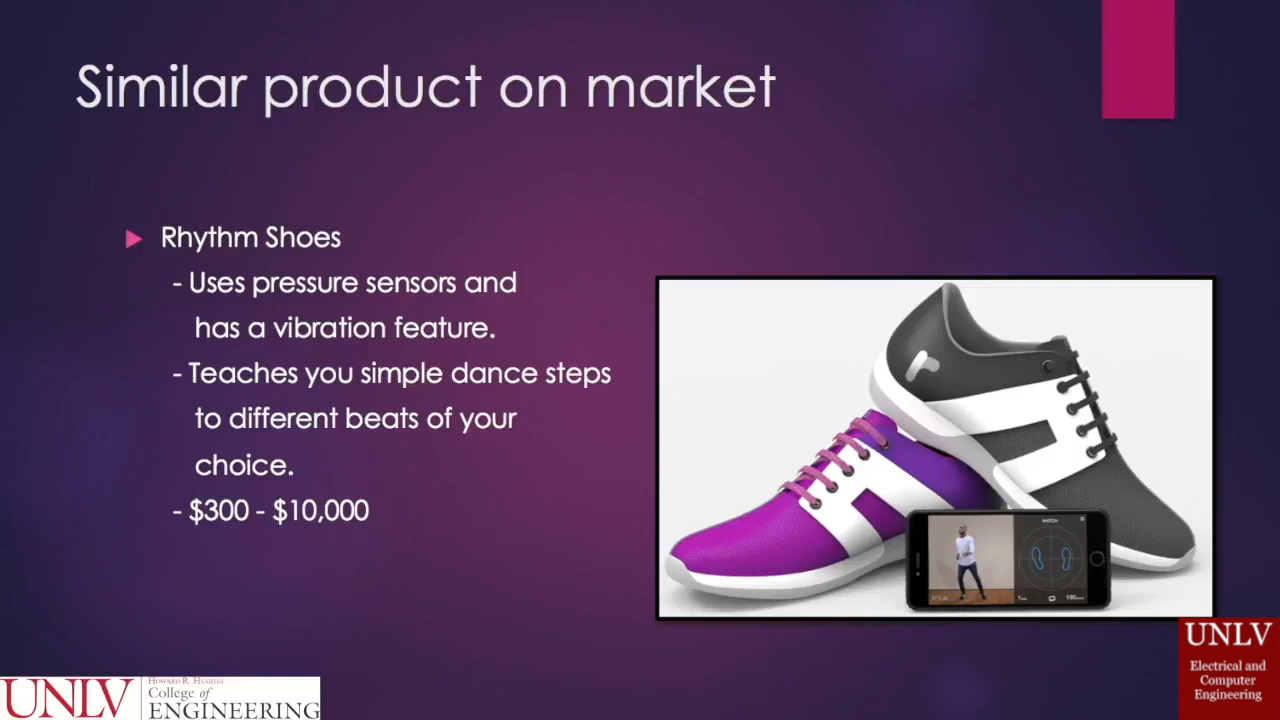 Similar product on market
Rhythm Shoes
- Uses pressure sensors and
has a vibration feature.
- Teaches you simple dance steps
to different beats of your
choice.
- $300 - $10,000
WATCH
UNLV
Electrical and
Computer
Engineering
UNLV
HOWARD R. HUGHES
College of
ENGINEERING